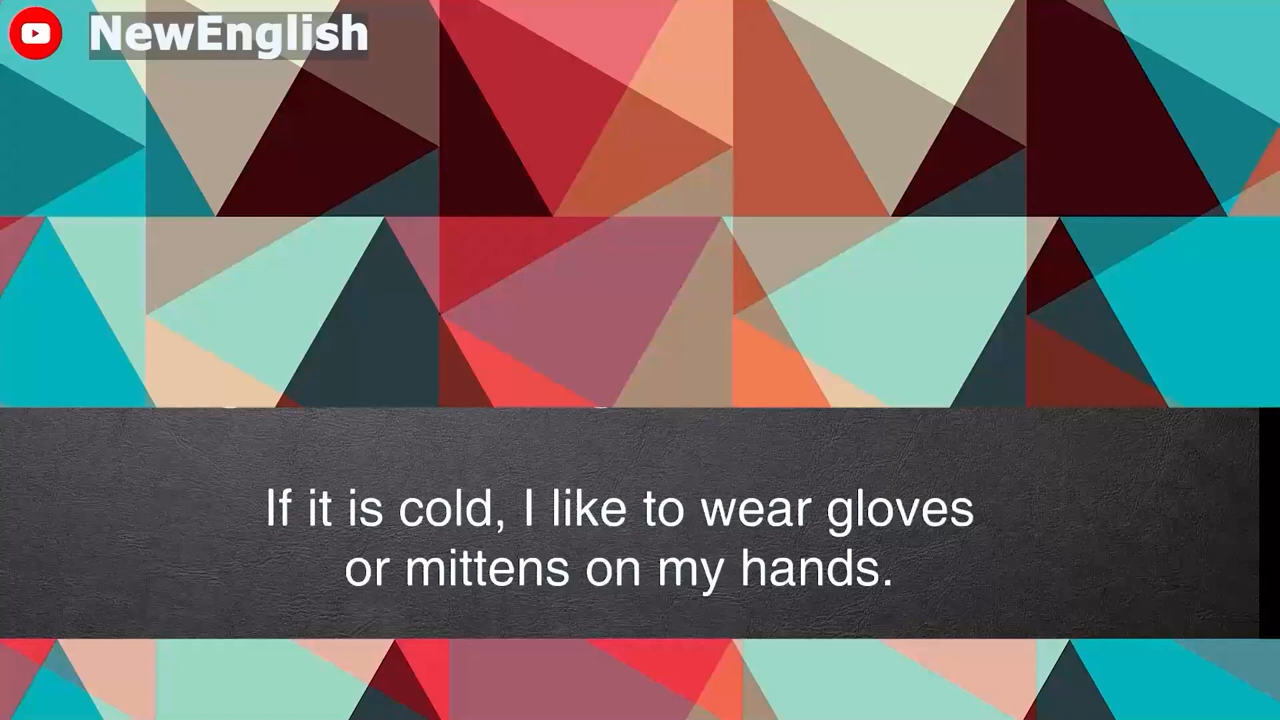 NewEnglish
If it is cold, I like to wear gloves
or mittens on my hands.